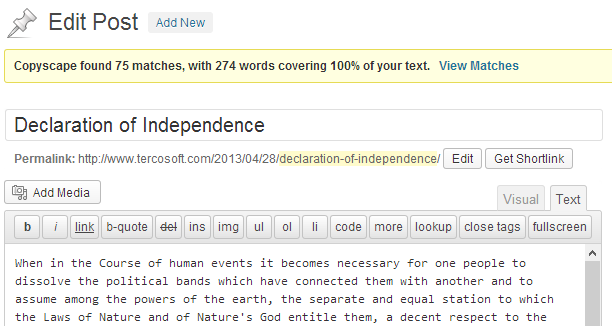 Edit Post Add New
Copyscape found 75 matches, with 274 words covering 100% of your text. View Matches
Declaration of Independence
Permalink: http://www.tercosoft.com/2013/04/28/declaration-of-independence/ Edit Get Shortlink
Add Media
Visual Text
b i link b-quote del ins img ul ol li code more lookup close tags fullscreen
When in the Course of human events it becomes necessary for one people to
dissolve the political bands which have connected them with another and to
assume among the powers of the earth, the separate and equal station to which
the Laws of Nature and of Nature's God entitle them, a decent respect to the